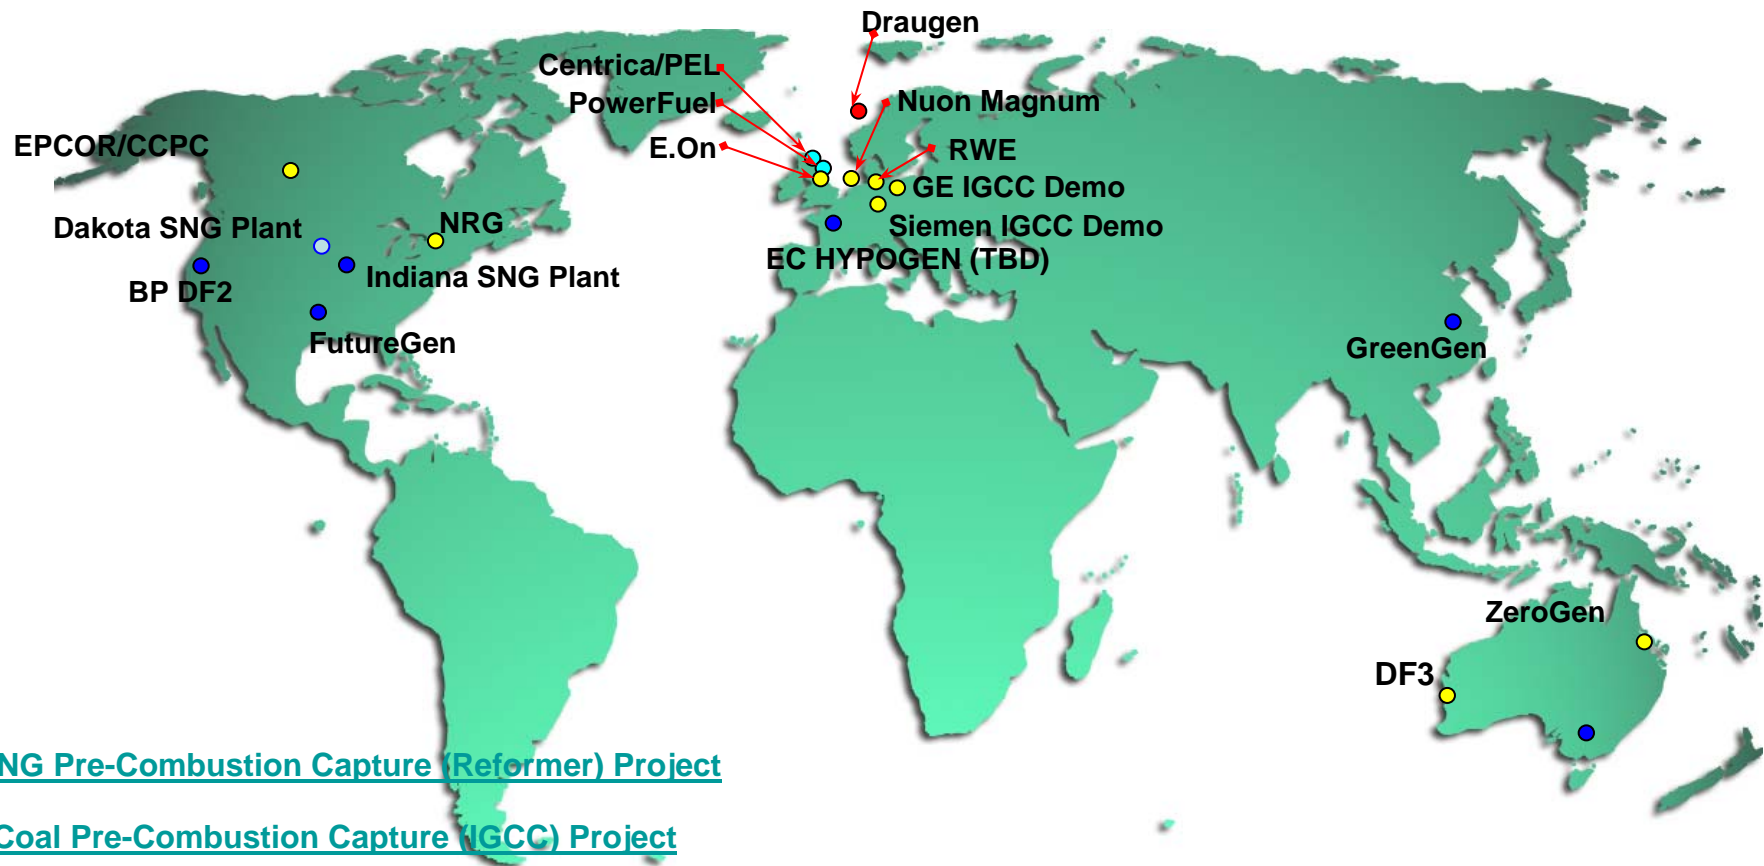 Draugen
Centrica/PEL
PowerFuel
Nuon Magnum
E.On
RWE
EPCOR/CCPC
GE IGCC Demo
Dakota SNG Plant
NRG
Siemen IGCC Demo
EC HYPOGEN (TBD)
Indiana SNG Plant
BP DF2
FutureGen
GreenGen
ZeroGen
DF3
NG Pre-Combustion Capture (Reformer) Project
Coal Pre-Combustion Capture (IGCC) Project